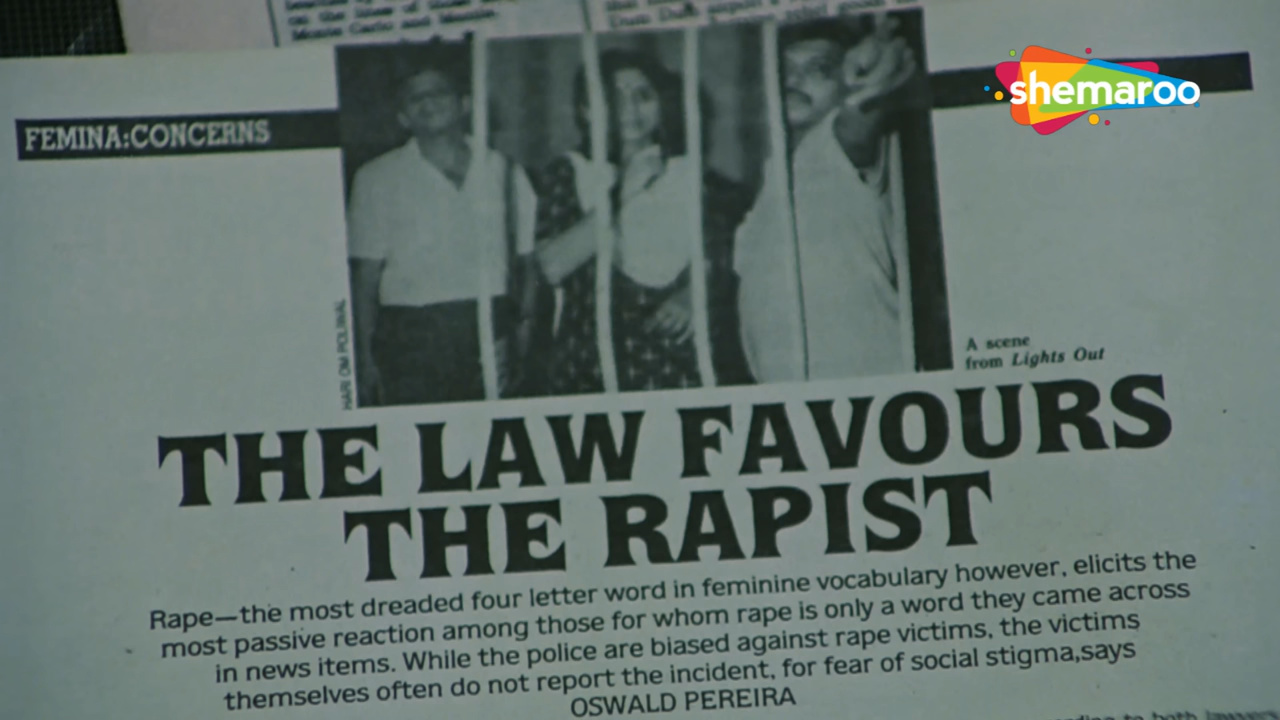 FEMINA:CONCERNS
shemaroo
HARI OM POLIWAL
A scene
from Lights Out
THE LAW FAVOURS
THE RAPIST
Rape—the most dreaded four letter word in feminine vocabulary however, elicits the
most passive reaction among those for whom rape is only a word they came across
in news items. While the police are biased against rape victims, the victims
themselves often do not report the incident, for fear of social stigma,says
OSWALD PEREIRA